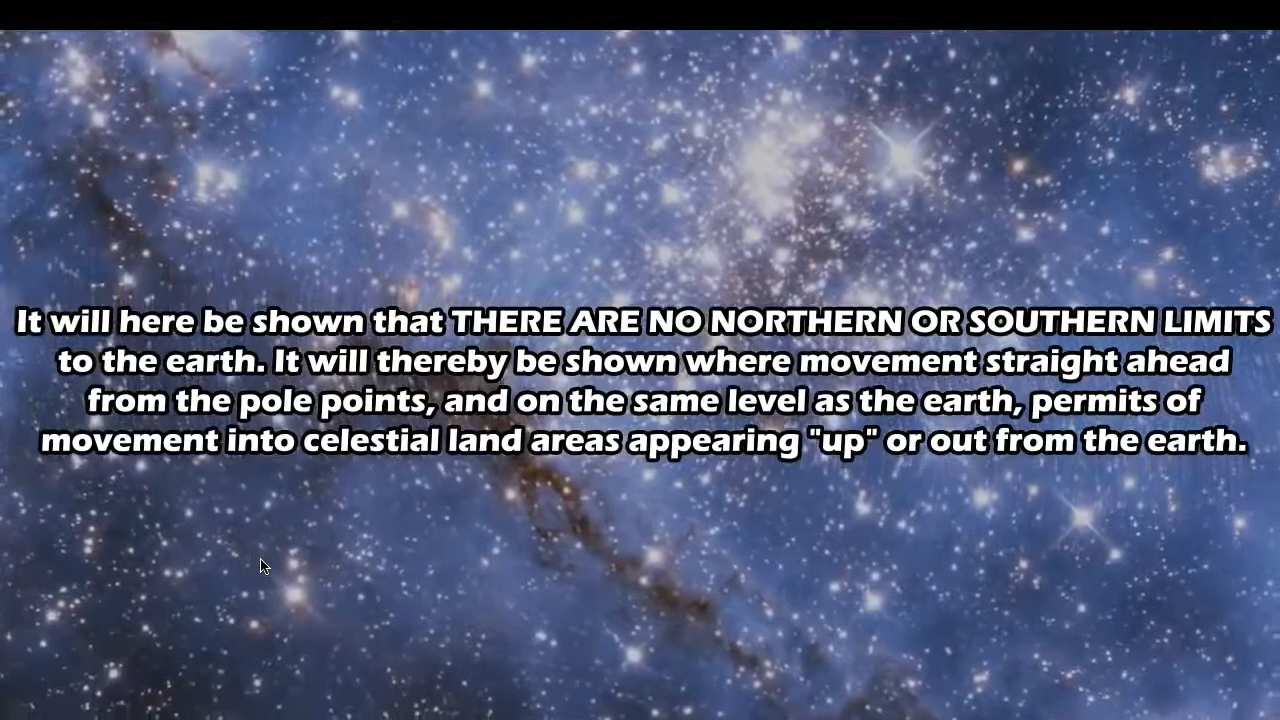 It will here be shown that THERE ARE NO NORTHERN OR SOUTHERN LIMITS
to the earth. It will thereby be shown where movement straight ahead
from the pole points, and on the same level as the earth, permits of
movement into celestial land areas appearing "up" or out from the earth.